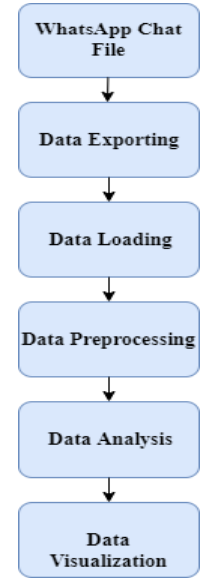 WhatsApp Chat
File
Data Exporting
Data Loading
Data Preprocessing
Data Analysis
Data
Visualization